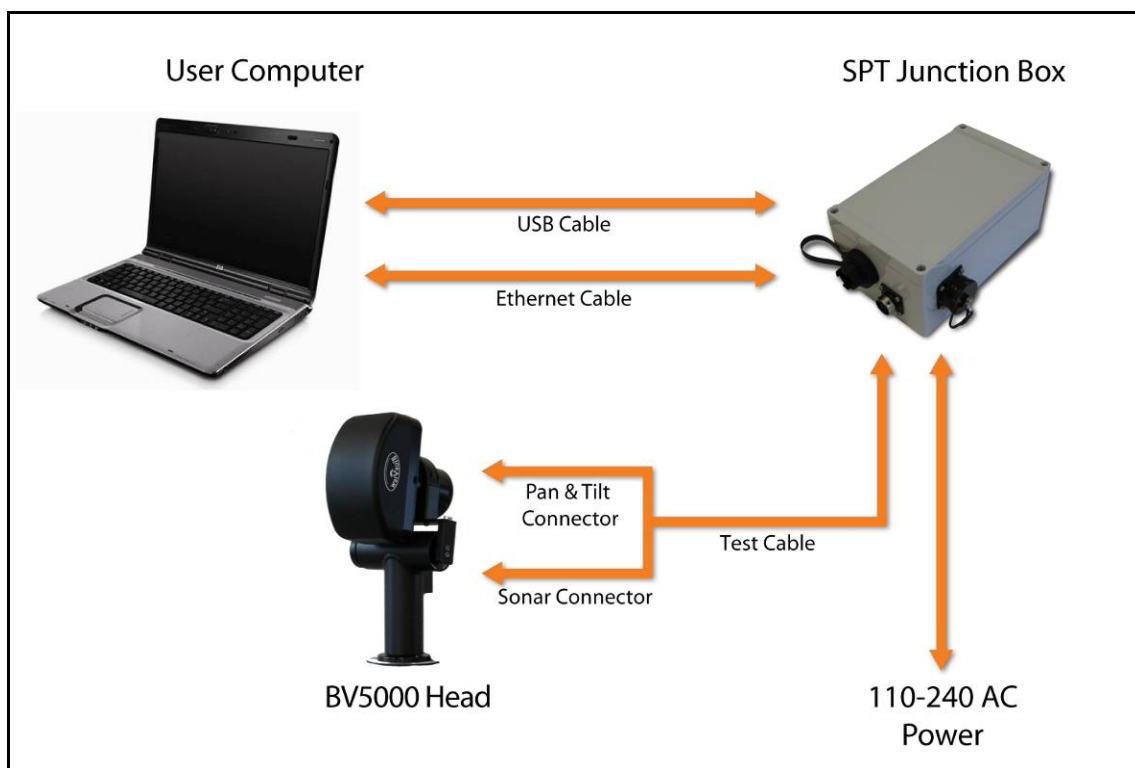 User Computer
SPT Junction Box
USB Cable
Ethernet Cable
Pan & Tilt
Connector
Test Cable
Sonar Connector
BV5000 Head
110-240 AC
Power